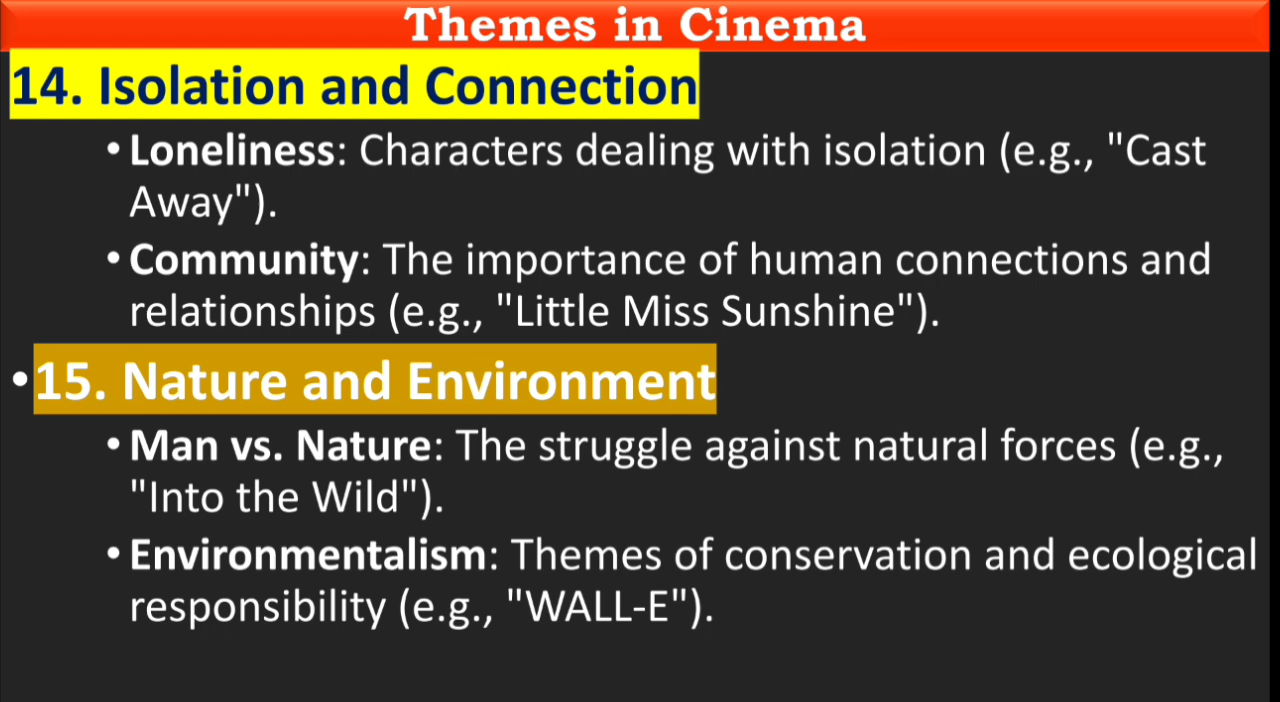 Themes in Cinema
14. Isolation and Connection
• Loneliness: Characters dealing with isolation (e.g., "Cast
Away").
• Community: The importance of human connections and
relationships (e.g., "Little Miss Sunshine").
• 15. Nature and Environment
• Man vs. Nature: The struggle against natural forces (e.g.,
"Into the Wild").
• Environmentalism: Themes of conservation and ecological
responsibility (e.g., "WALL-E").